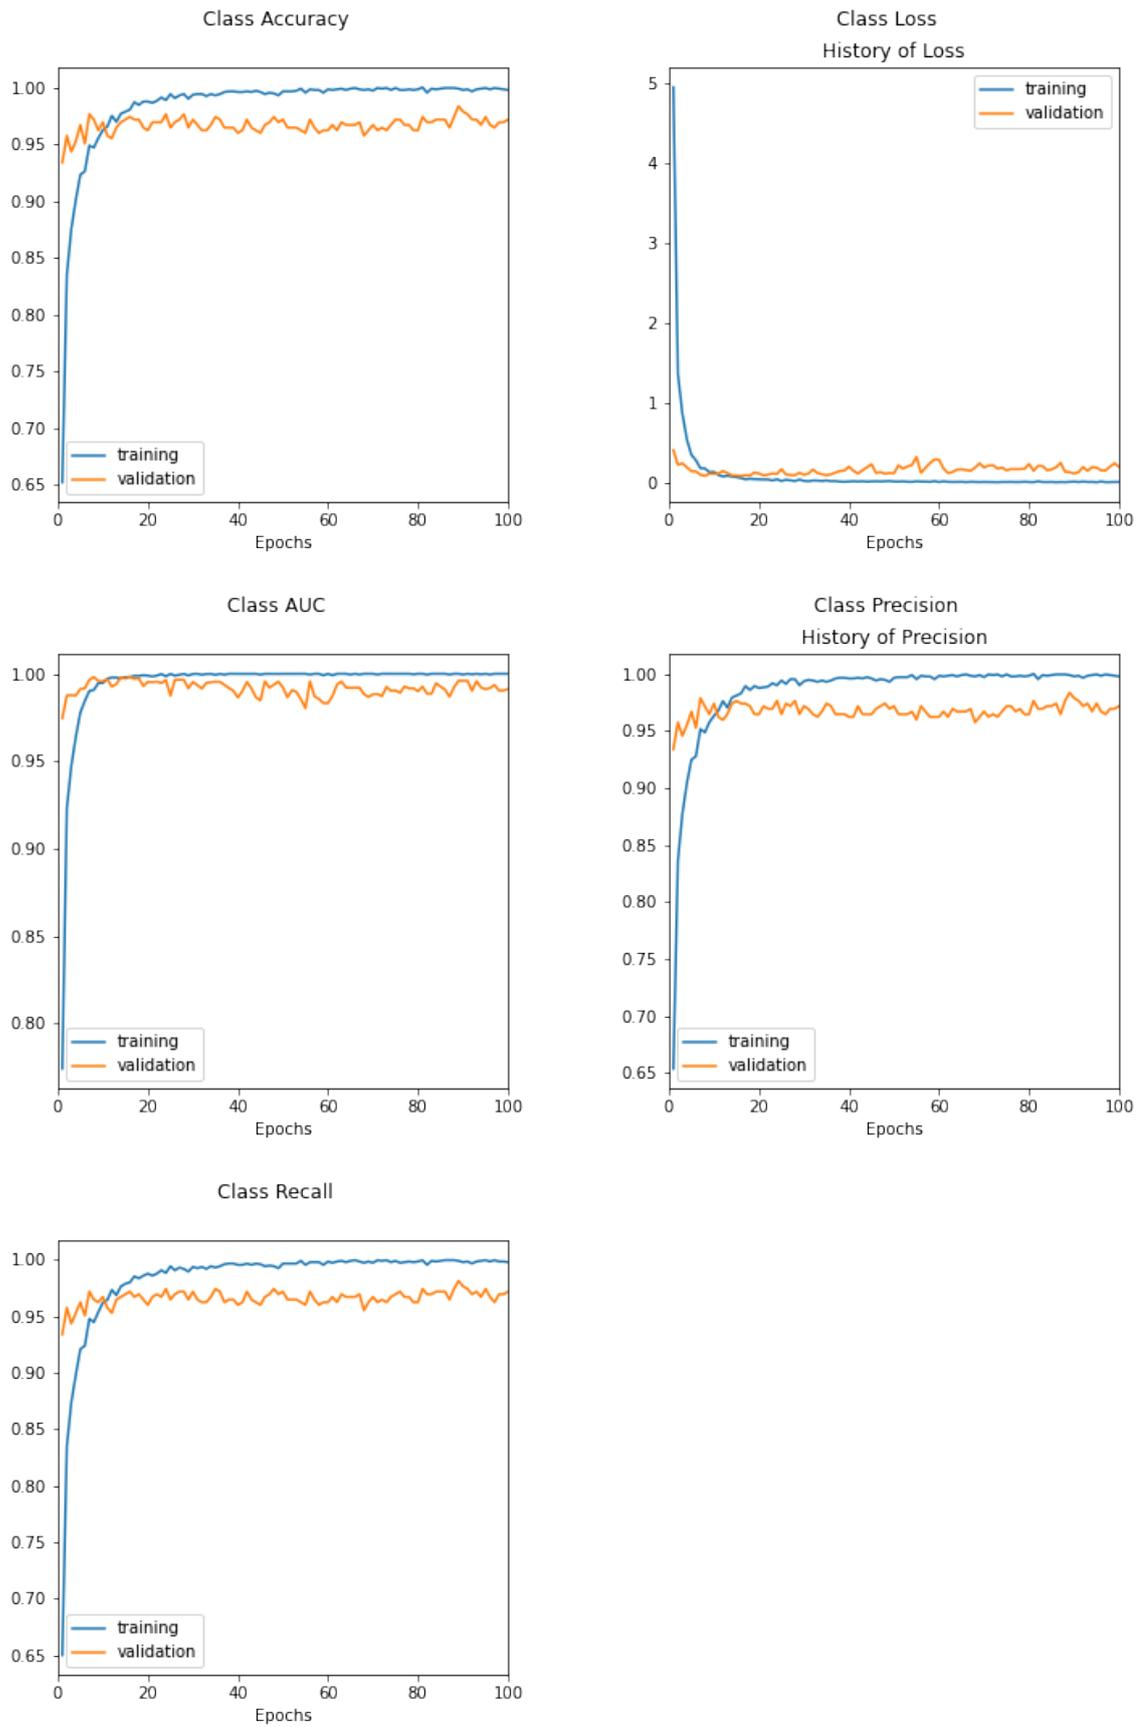 Class Accuracy
1.00
0.95
0.90
0.85
0.80
0.75
0.70
0.65
training
validation
0 20 40 60 80 100
Epochs
Class Loss
History of Loss
5
4
3
2
1
0
training
validation
0 20 40 60 80 100
Epochs
Class AUC
1.00
0.95
0.90
0.85
0.80
training
validation
0 20 40 60 80 100
Epochs
Class Precision
History of Precision
1.00
0.95
0.90
0.85
0.80
0.75
0.70
0.65
training
validation
0 20 40 60 80 100
Epochs
Class Recall
1.00
0.95
0.90
0.85
0.80
0.75
0.70
0.65
training
validation
0 20 40 60 80 100
Epochs